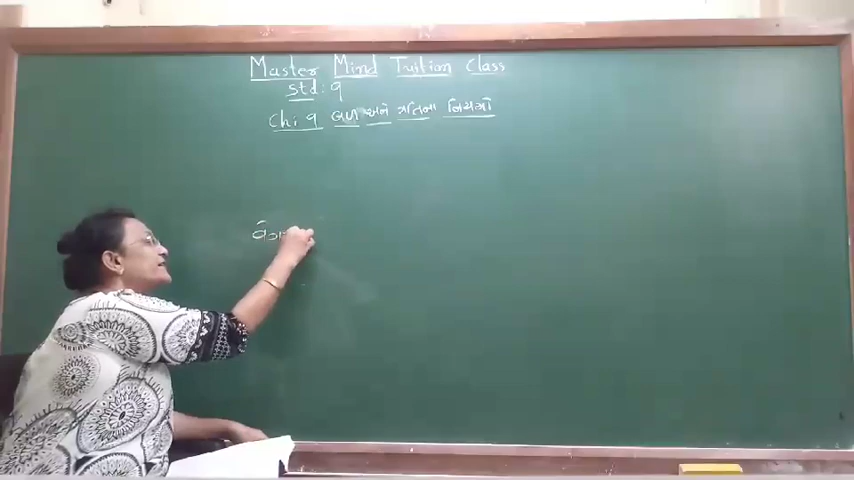 Master Mind Tuition Class
std : 9
Ch : 9 બળ અને ગતિના નિયમો
વેગ